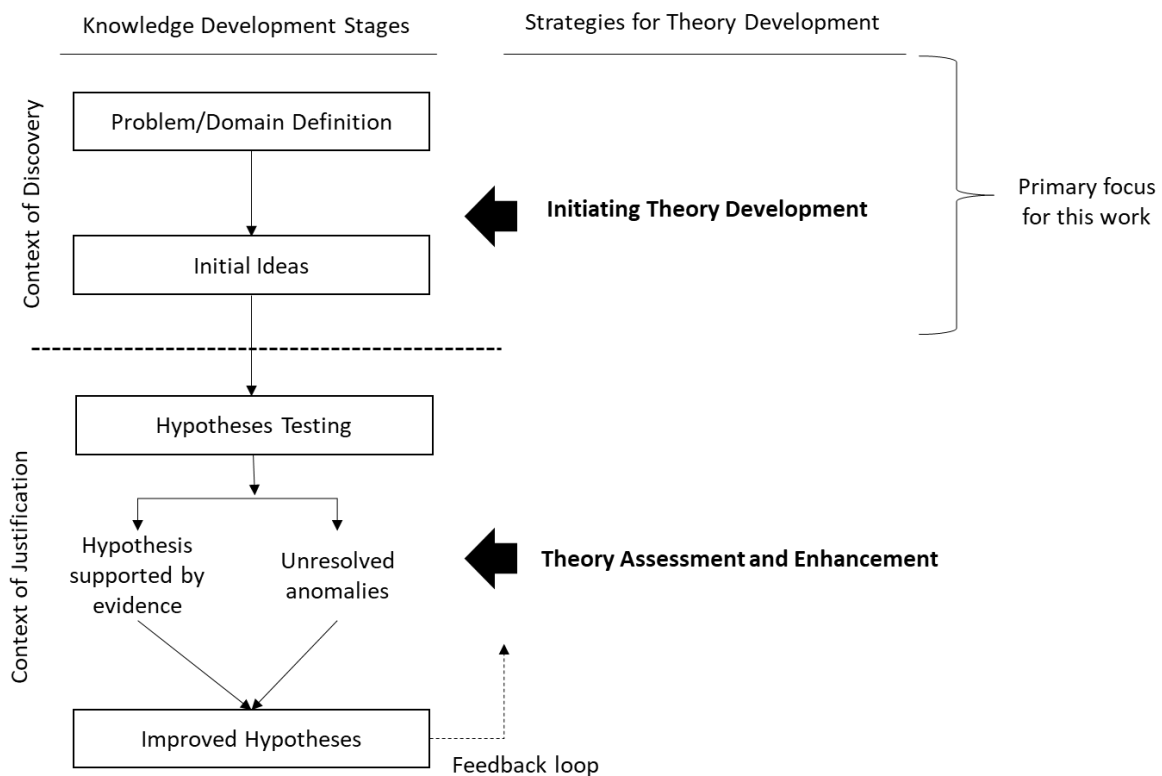 Knowledge Development Stages
Strategies for Theory Development
Context of Discovery
Problem/Domain Definition
Initiating Theory Development
Primary focus
for this work
Initial Ideas
Context of Justification
Hypotheses Testing
Hypothesis
supported by
evidence
Unresolved
anomalies
Theory Assessment and Enhancement
Improved Hypotheses
Feedback loop